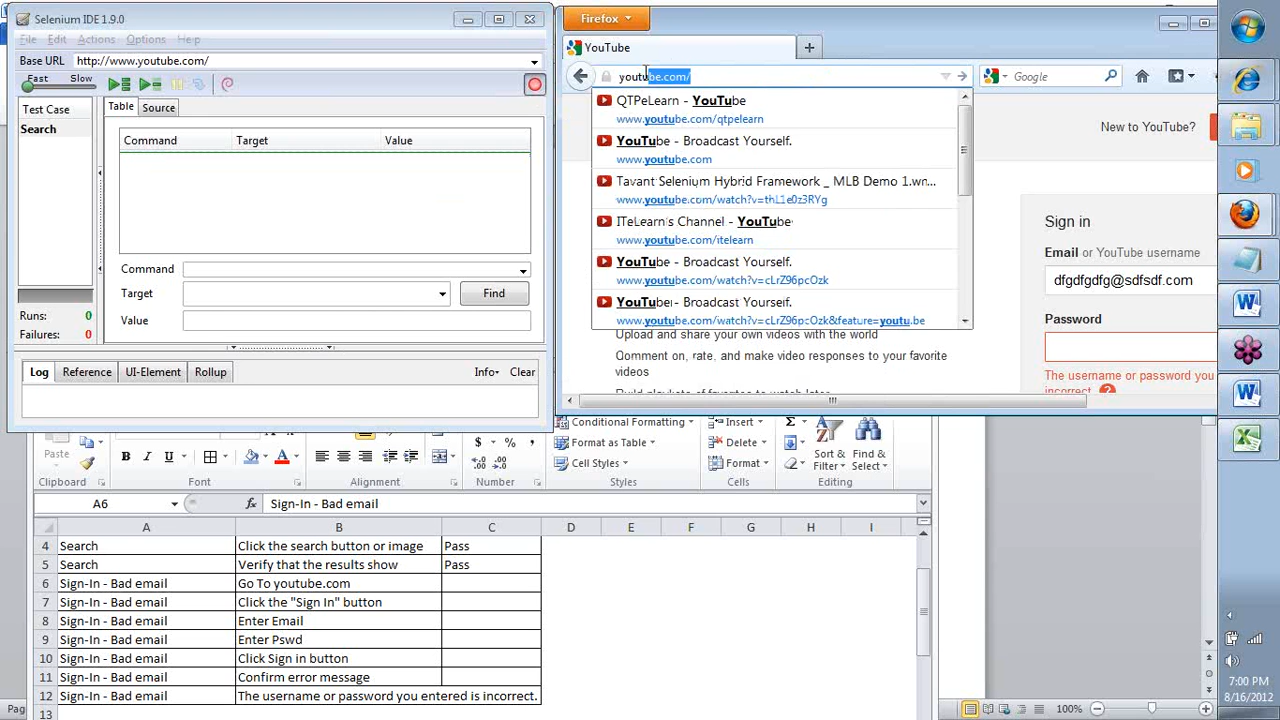 Selenium IDE 1.9.0
File Edit Actions Options Help
Base URL http://www.youtube.com/
Fast Slow
Test Case
Search
Table Source
Command Target Value
Command
Target Find
Value
Runs: 0
Failures: 0
Log Reference UI-Element Rollup Info Clear
Firefox
YouTube
youtube.com/
Google
QTPeLearn - YouTube
www.youtube.com/qtpelearn
YouTube - Broadcast Yourself.
www.youtube.com
Tavant Selenium Hybrid Framework _ MLB Demo 1.wm...
www.youtube.com/watch?v=thL1e0z3RYg
ITeLearn's Channel - YouTube
www.youtube.com/itelearn
YouTube - Broadcast Yourself.
www.youtube.com/watch?v=cLrZ96pcOzk
YouTube - Broadcast Yourself.
www.youtube.com/watch?v=cLrZ96pcOzk&feature=youtu.be
Upload and share your own videos with the world
Comment on, rate, and make video responses to your favorite
videos
New to YouTube?
Sign in
Email or YouTube username
dfgdfgdfg@sdfsdf.com
Password
The username or password you
incorrect.
Paste
B I U A
$ % ,
Conditional Formatting
Format as Table
Cell Styles
Insert
Delete
Format
Sort &
Filter
Find &
Select
Clipboard Font Alignment Number Styles Cells Editing
A6 fx Sign-In - Bad email
A B C D E F G H I
4 Search Click the search button or image Pass
5 Search Verify that the results show Pass
6 Sign-In - Bad email Go To youtube.com
7 Sign-In - Bad email Click the "Sign In" button
8 Sign-In - Bad email Enter Email
9 Sign-In - Bad email Enter Pswd
10 Sign-In - Bad email Click Sign in button
11 Sign-In - Bad email Confirm error message
12 Sign-In - Bad email The username or password you entered is incorrect.
13
Pag
100%
7:00 PM
8/16/2012